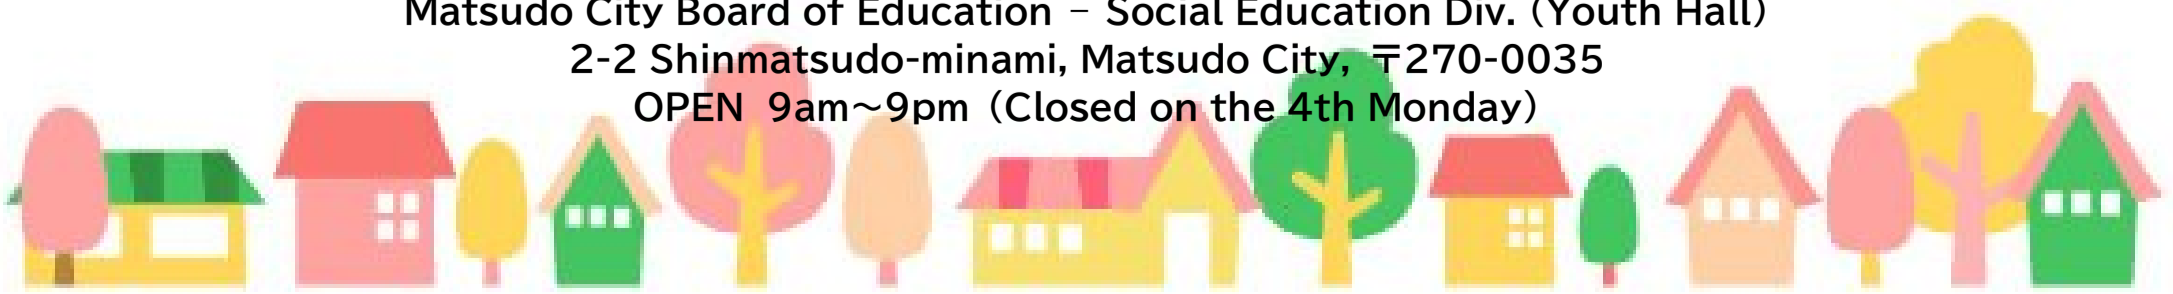 Matsudo City Board of Education – Social Education Div. (Youth Hall)
2-2 Shinmatsudo-minami, Matsudo City, 〒270-0035
OPEN 9am～9pm (Closed on the 4th Monday)